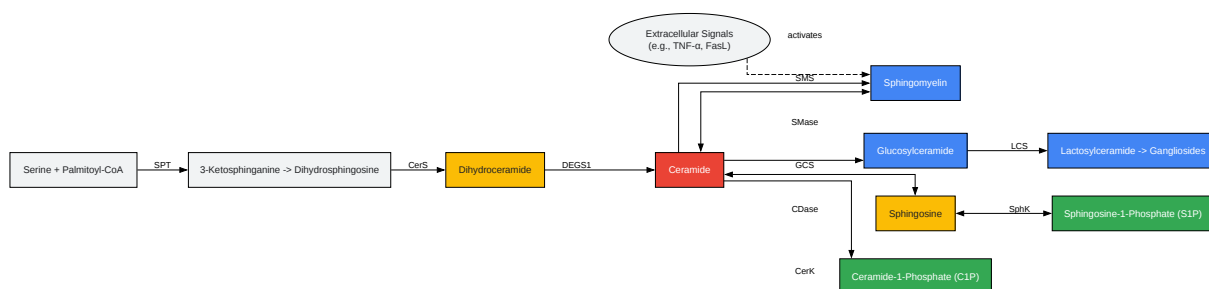 Extracellular Signals
(e.g., TNF-α, FasL)
activates
SMS
Sphingomyelin
SMase
Serine + Palmitoyl-CoA
SPT
3-Ketosphinganine -> Dihydrosphingosine
CerS
Dihydroceramide
DEGS1
Ceramide
GCS
Glucosylceramide
LCS
Lactosylceramide -> Gangliosides
CDase
Sphingosine
SphK
Sphingosine-1-Phosphate (S1P)
CerK
Ceramide-1-Phosphate (C1P)